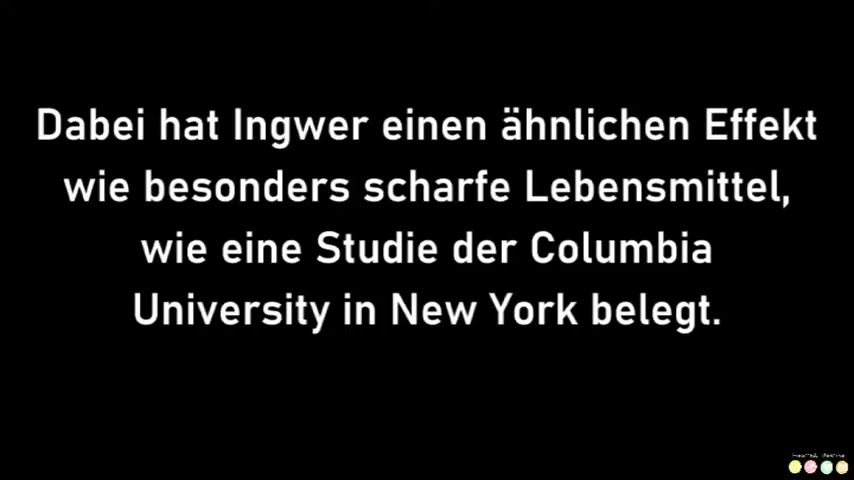 Dabei hat Ingwer einen ähnlichen Effekt
wie besonders scharfe Lebensmittel,
wie eine Studie der Columbia
University in New York belegt.